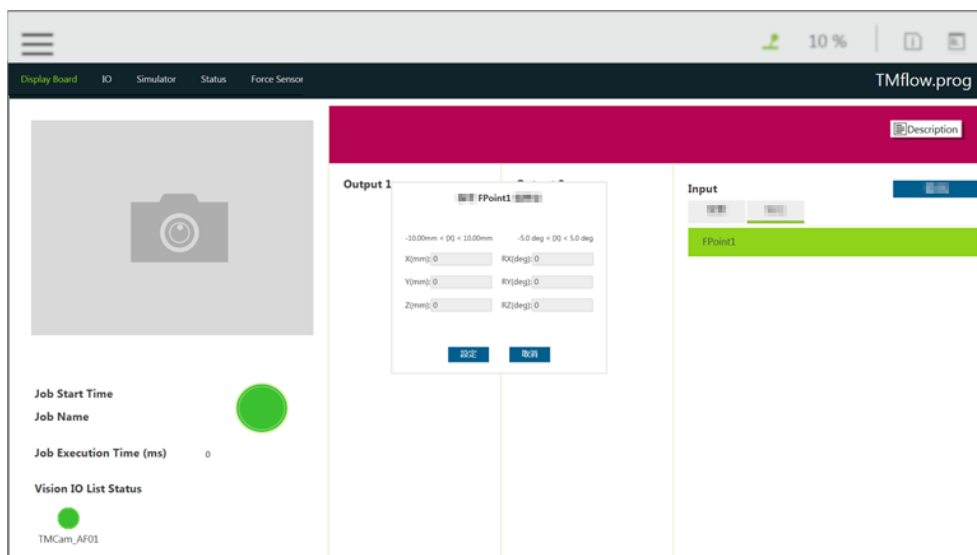 10 %
Display Board IO Simulator Status Force Sensor
TMflow.prog
Description
Output 1
Input
FPoint1
-10.00mm < {X} < 10.00mm -5.0 deg < {X} < 5.0 deg
X(mm): 0 RX(deg): 0
Y(mm): 0 RY(deg): 0
Z(mm): 0 RZ(deg): 0
設定 取消
FPoint1
Job Start Time
Job Name
Job Execution Time (ms) 0
Vision IO List Status
TMCam_AF01